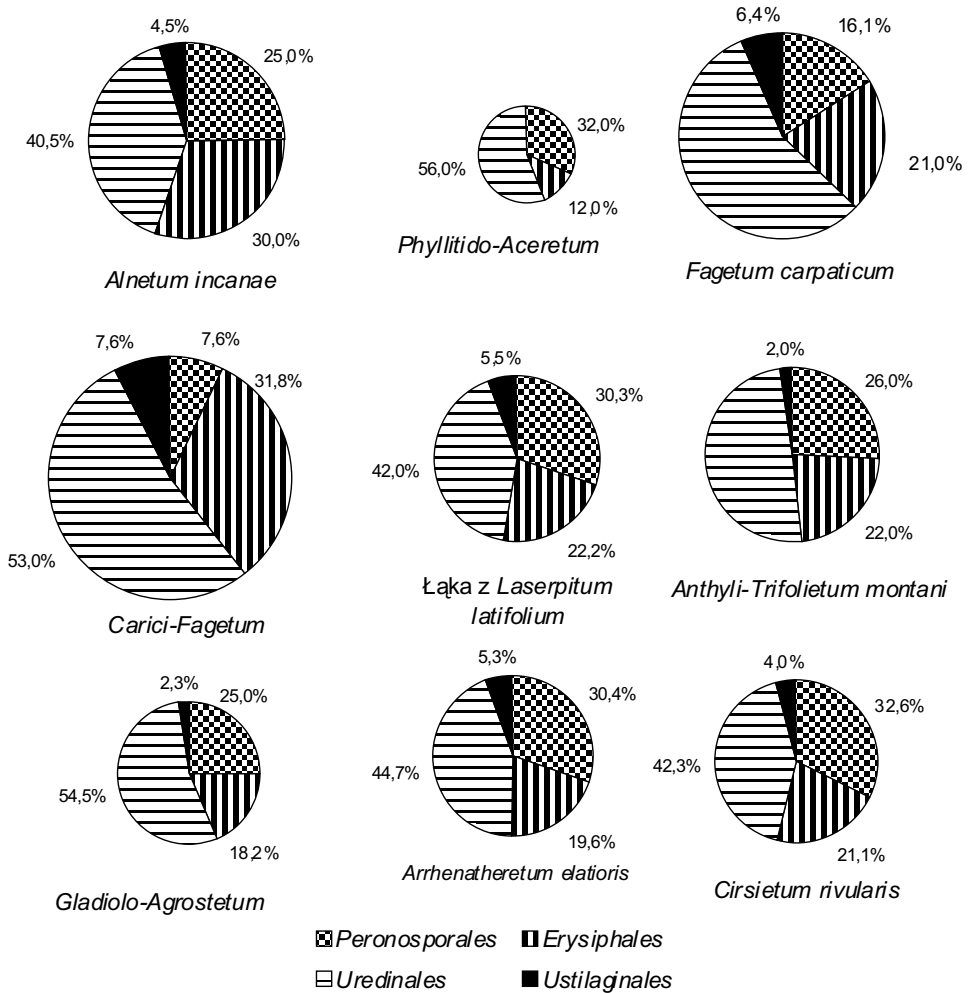 4,5%
25,0%
40,5%
30,0%
Alnetum incanae
32,0%
56,0%
12,0%
Phyllitido-Aceretum
6,4%
16,1%
21,0%
Fagetum carpaticum
7,6%
7,6%
31,8%
53,0%
Carici-Fagetum
5,5%
30,3%
42,0%
22,2%
Łąka z Laserpitum
latifolium
2,0%
26,0%
22,0%
Anthyli-Trifolietum montani
2,3%
25,0%
54,5%
18,2%
Gladiolo-Agrostetum
5,3%
30,4%
44,7%
19,6%
Arrhenatheretum elatioris
4,0%
32,6%
42,3%
21,1%
Cirsietum rivularis
Peronosporales Erysiphales
Uredinales Ustilaginales